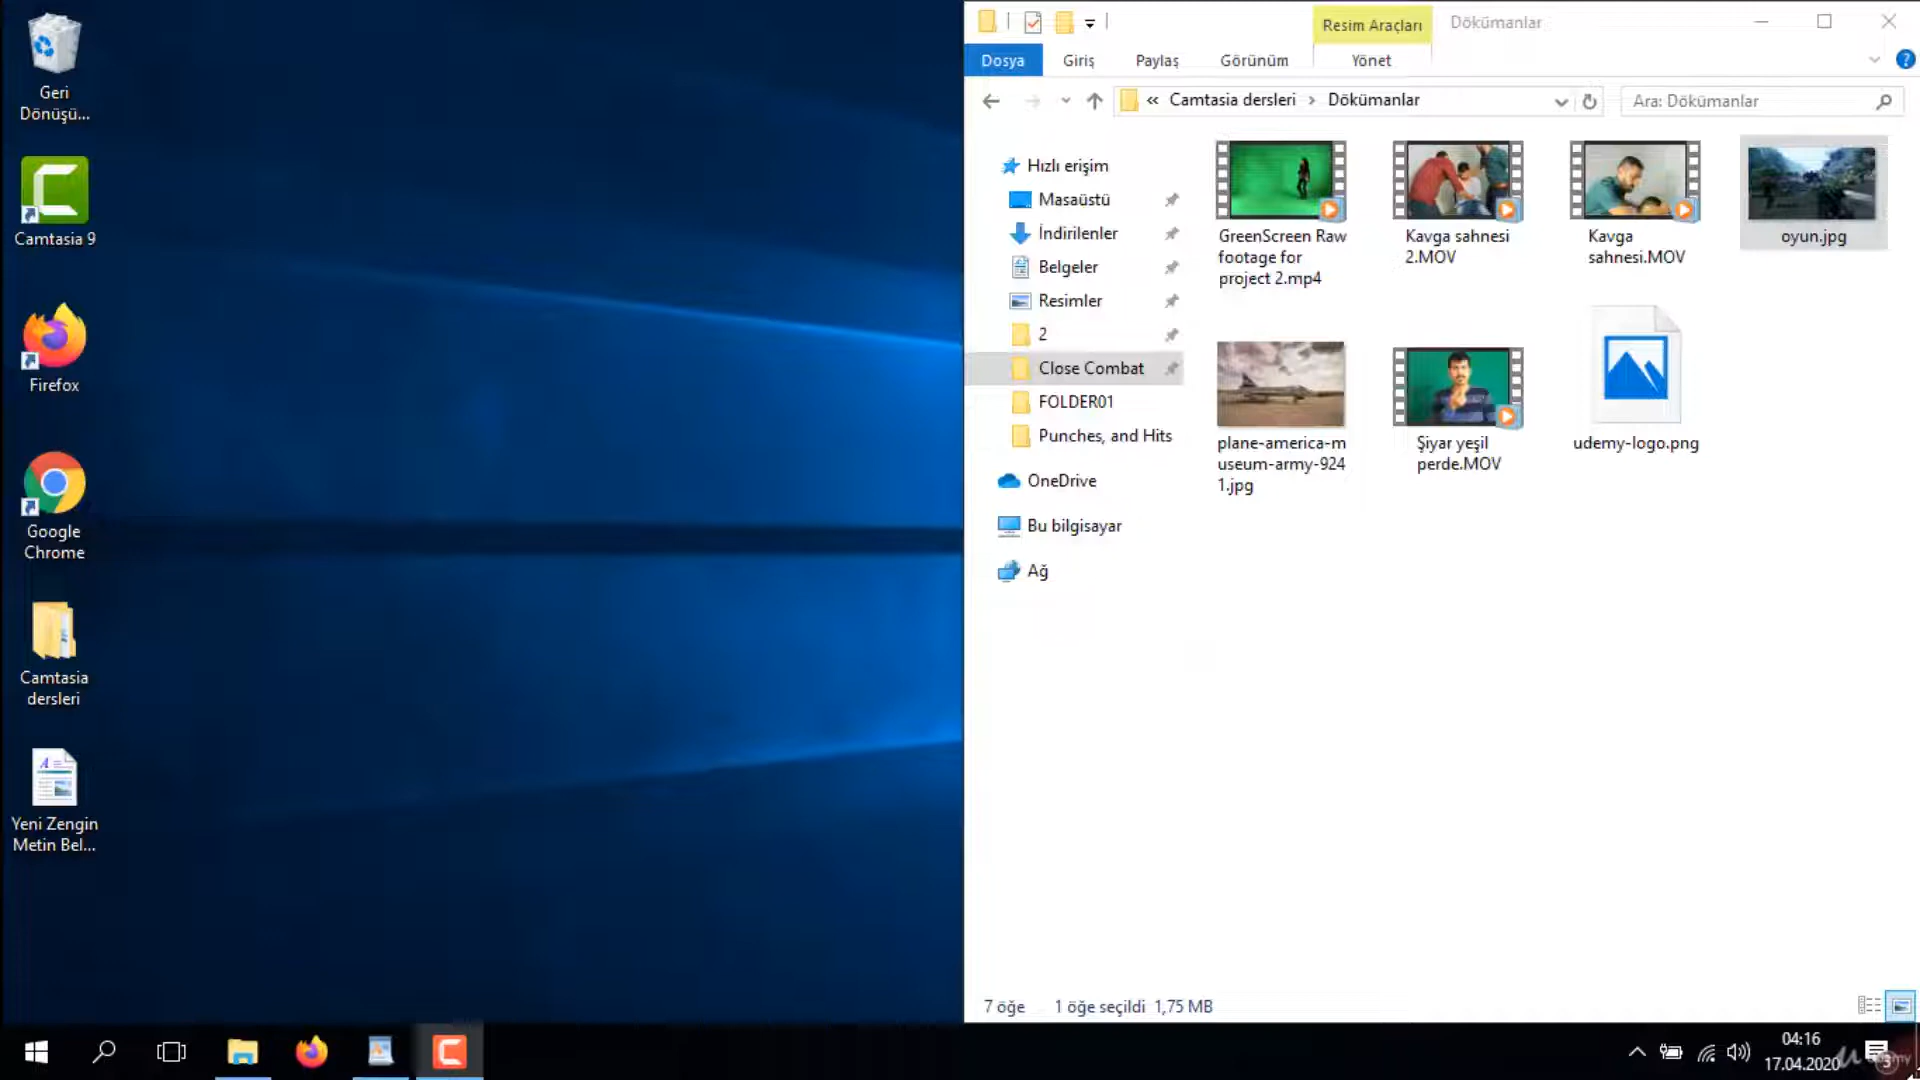 Geri
Dönüşü...
Camtasia 9
Firefox
Google
Chrome
Camtasia
dersleri
Yeni Zengin
Metin Bel...
Resim Araçları
Dökümanlar
Dosya
Giriş
Paylaş
Görünüm
Yönet
« Camtasia dersleri › Dökümanlar
Ara: Dökümanlar
Hızlı erişim
Masaüstü
İndirilenler
Belgeler
Resimler
2
Close Combat
FOLDER01
Punches, and Hits
OneDrive
Bu bilgisayar
Ağ
GreenScreen Raw
footage for
project 2.mp4
Kavga sahnesi
2.MOV
Kavga
sahnesi.MOV
oyun.jpg
plane-america-m
useum-army-924
1.jpg
Şiyar yeşil
perde.MOV
udemy-logo.png
7 öğe
1 öğe seçildi 1,75 MB
04:16
17.04.2020
3